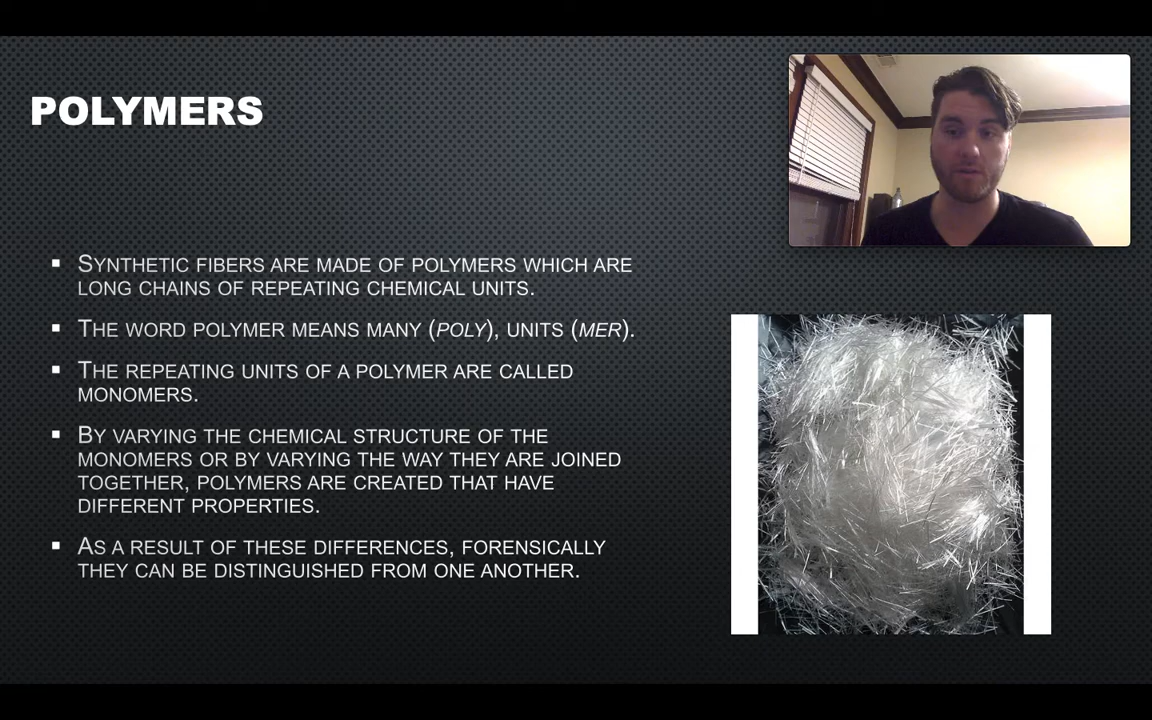 POLYMERS
▪ SYNTHETIC FIBERS ARE MADE OF POLYMERS WHICH ARE
LONG CHAINS OF REPEATING CHEMICAL UNITS.
▪ THE WORD POLYMER MEANS MANY (POLY), UNITS (MER).
▪ THE REPEATING UNITS OF A POLYMER ARE CALLED
MONOMERS.
▪ BY VARYING THE CHEMICAL STRUCTURE OF THE
MONOMERS OR BY VARYING THE WAY THEY ARE JOINED
TOGETHER, POLYMERS ARE CREATED THAT HAVE
DIFFERENT PROPERTIES.
▪ AS A RESULT OF THESE DIFFERENCES, FORENSICALLY
THEY CAN BE DISTINGUISHED FROM ONE ANOTHER.